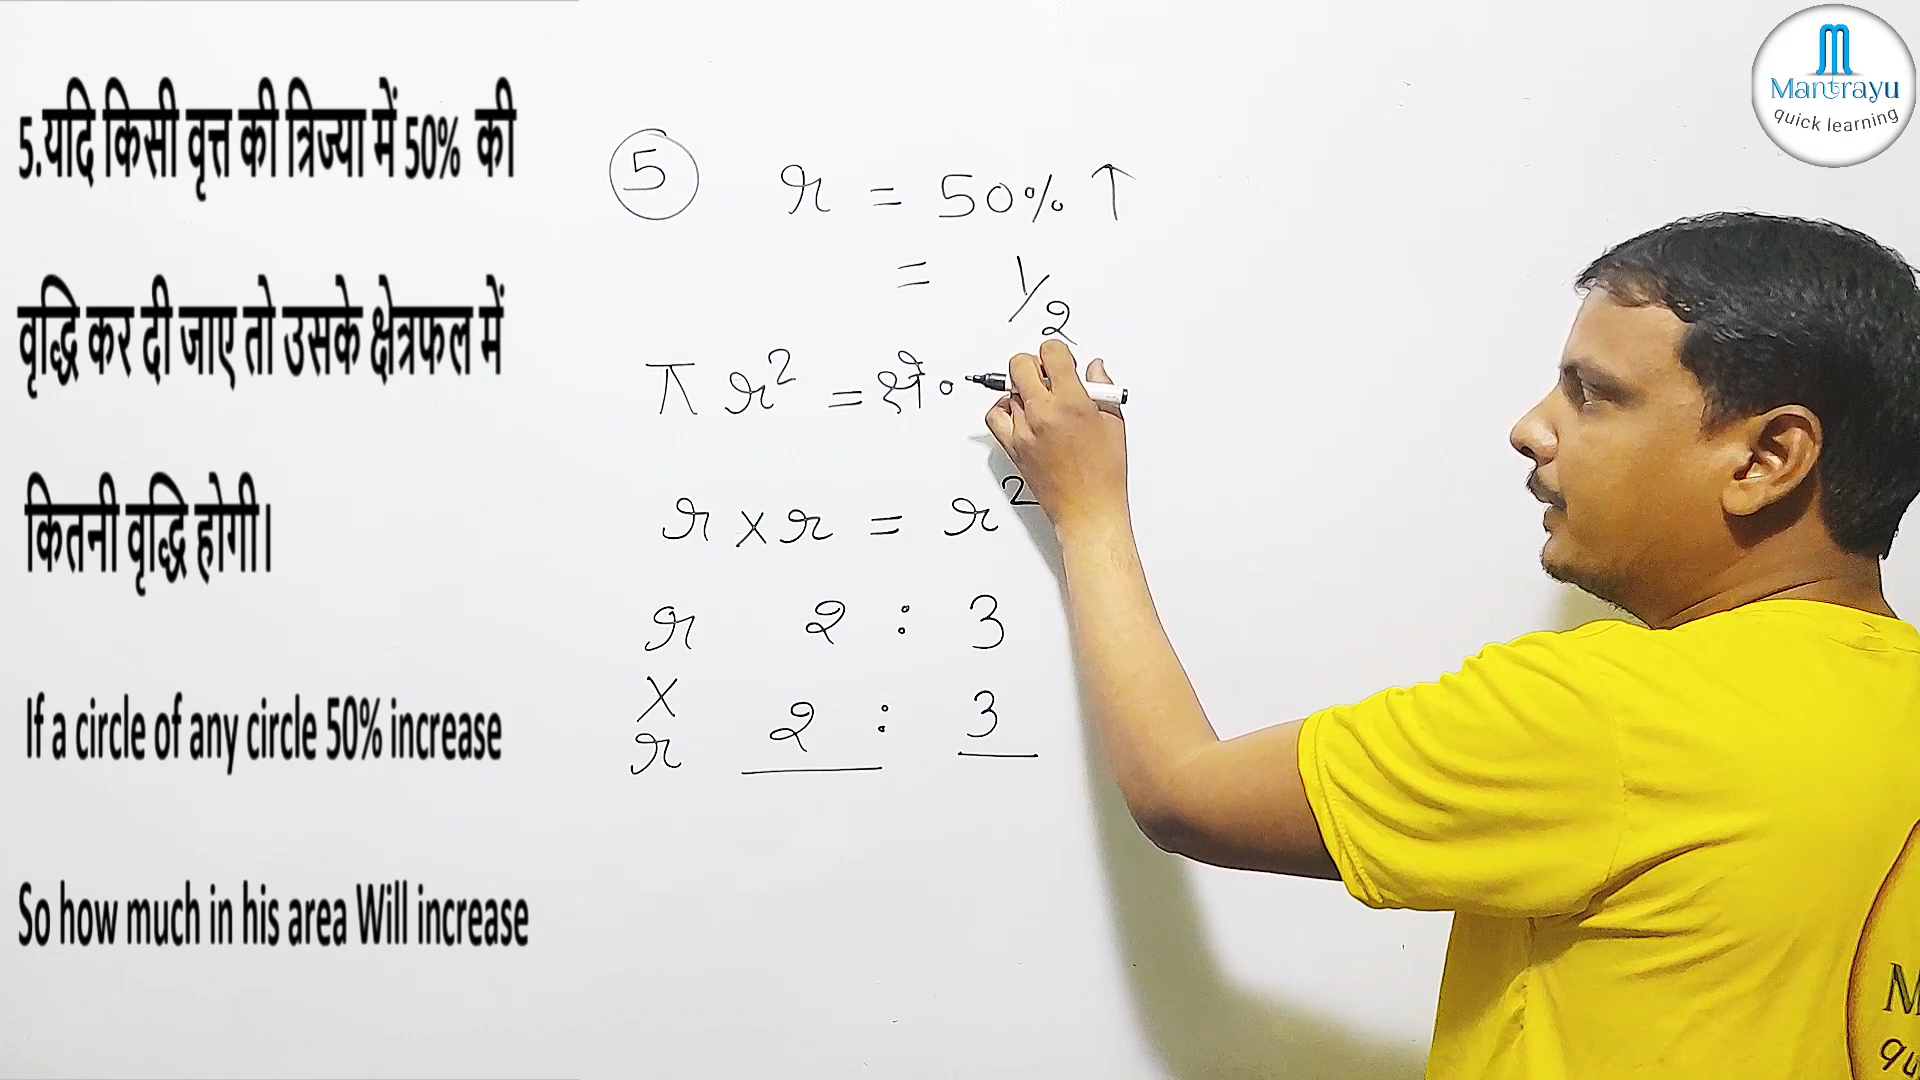 5.यदि किसी वृत्त की त्रिज्या में 50% की
वृद्धि कर दी जाए तो उसके क्षेत्रफल में
कितनी वृद्धि होगी।
If a circle of any circle 50% increase
So how much in his area Will increase
5
r = 50% ↑
= 1/2
π r² = क्षे०
r × r = r²
r 2 : 3
×
r 2 : 3
Mantrayu
quick learning
M
qu